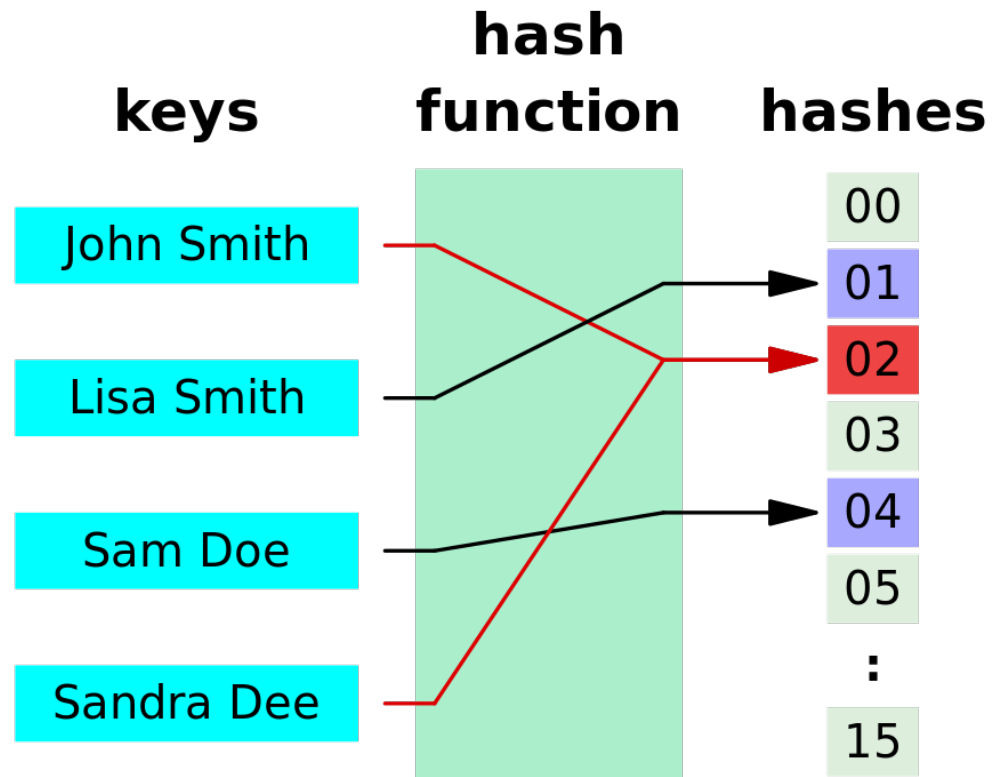 keys
hash
function
hashes
John Smith
Lisa Smith
Sam Doe
Sandra Dee
00
01
02
03
04
05
:
15